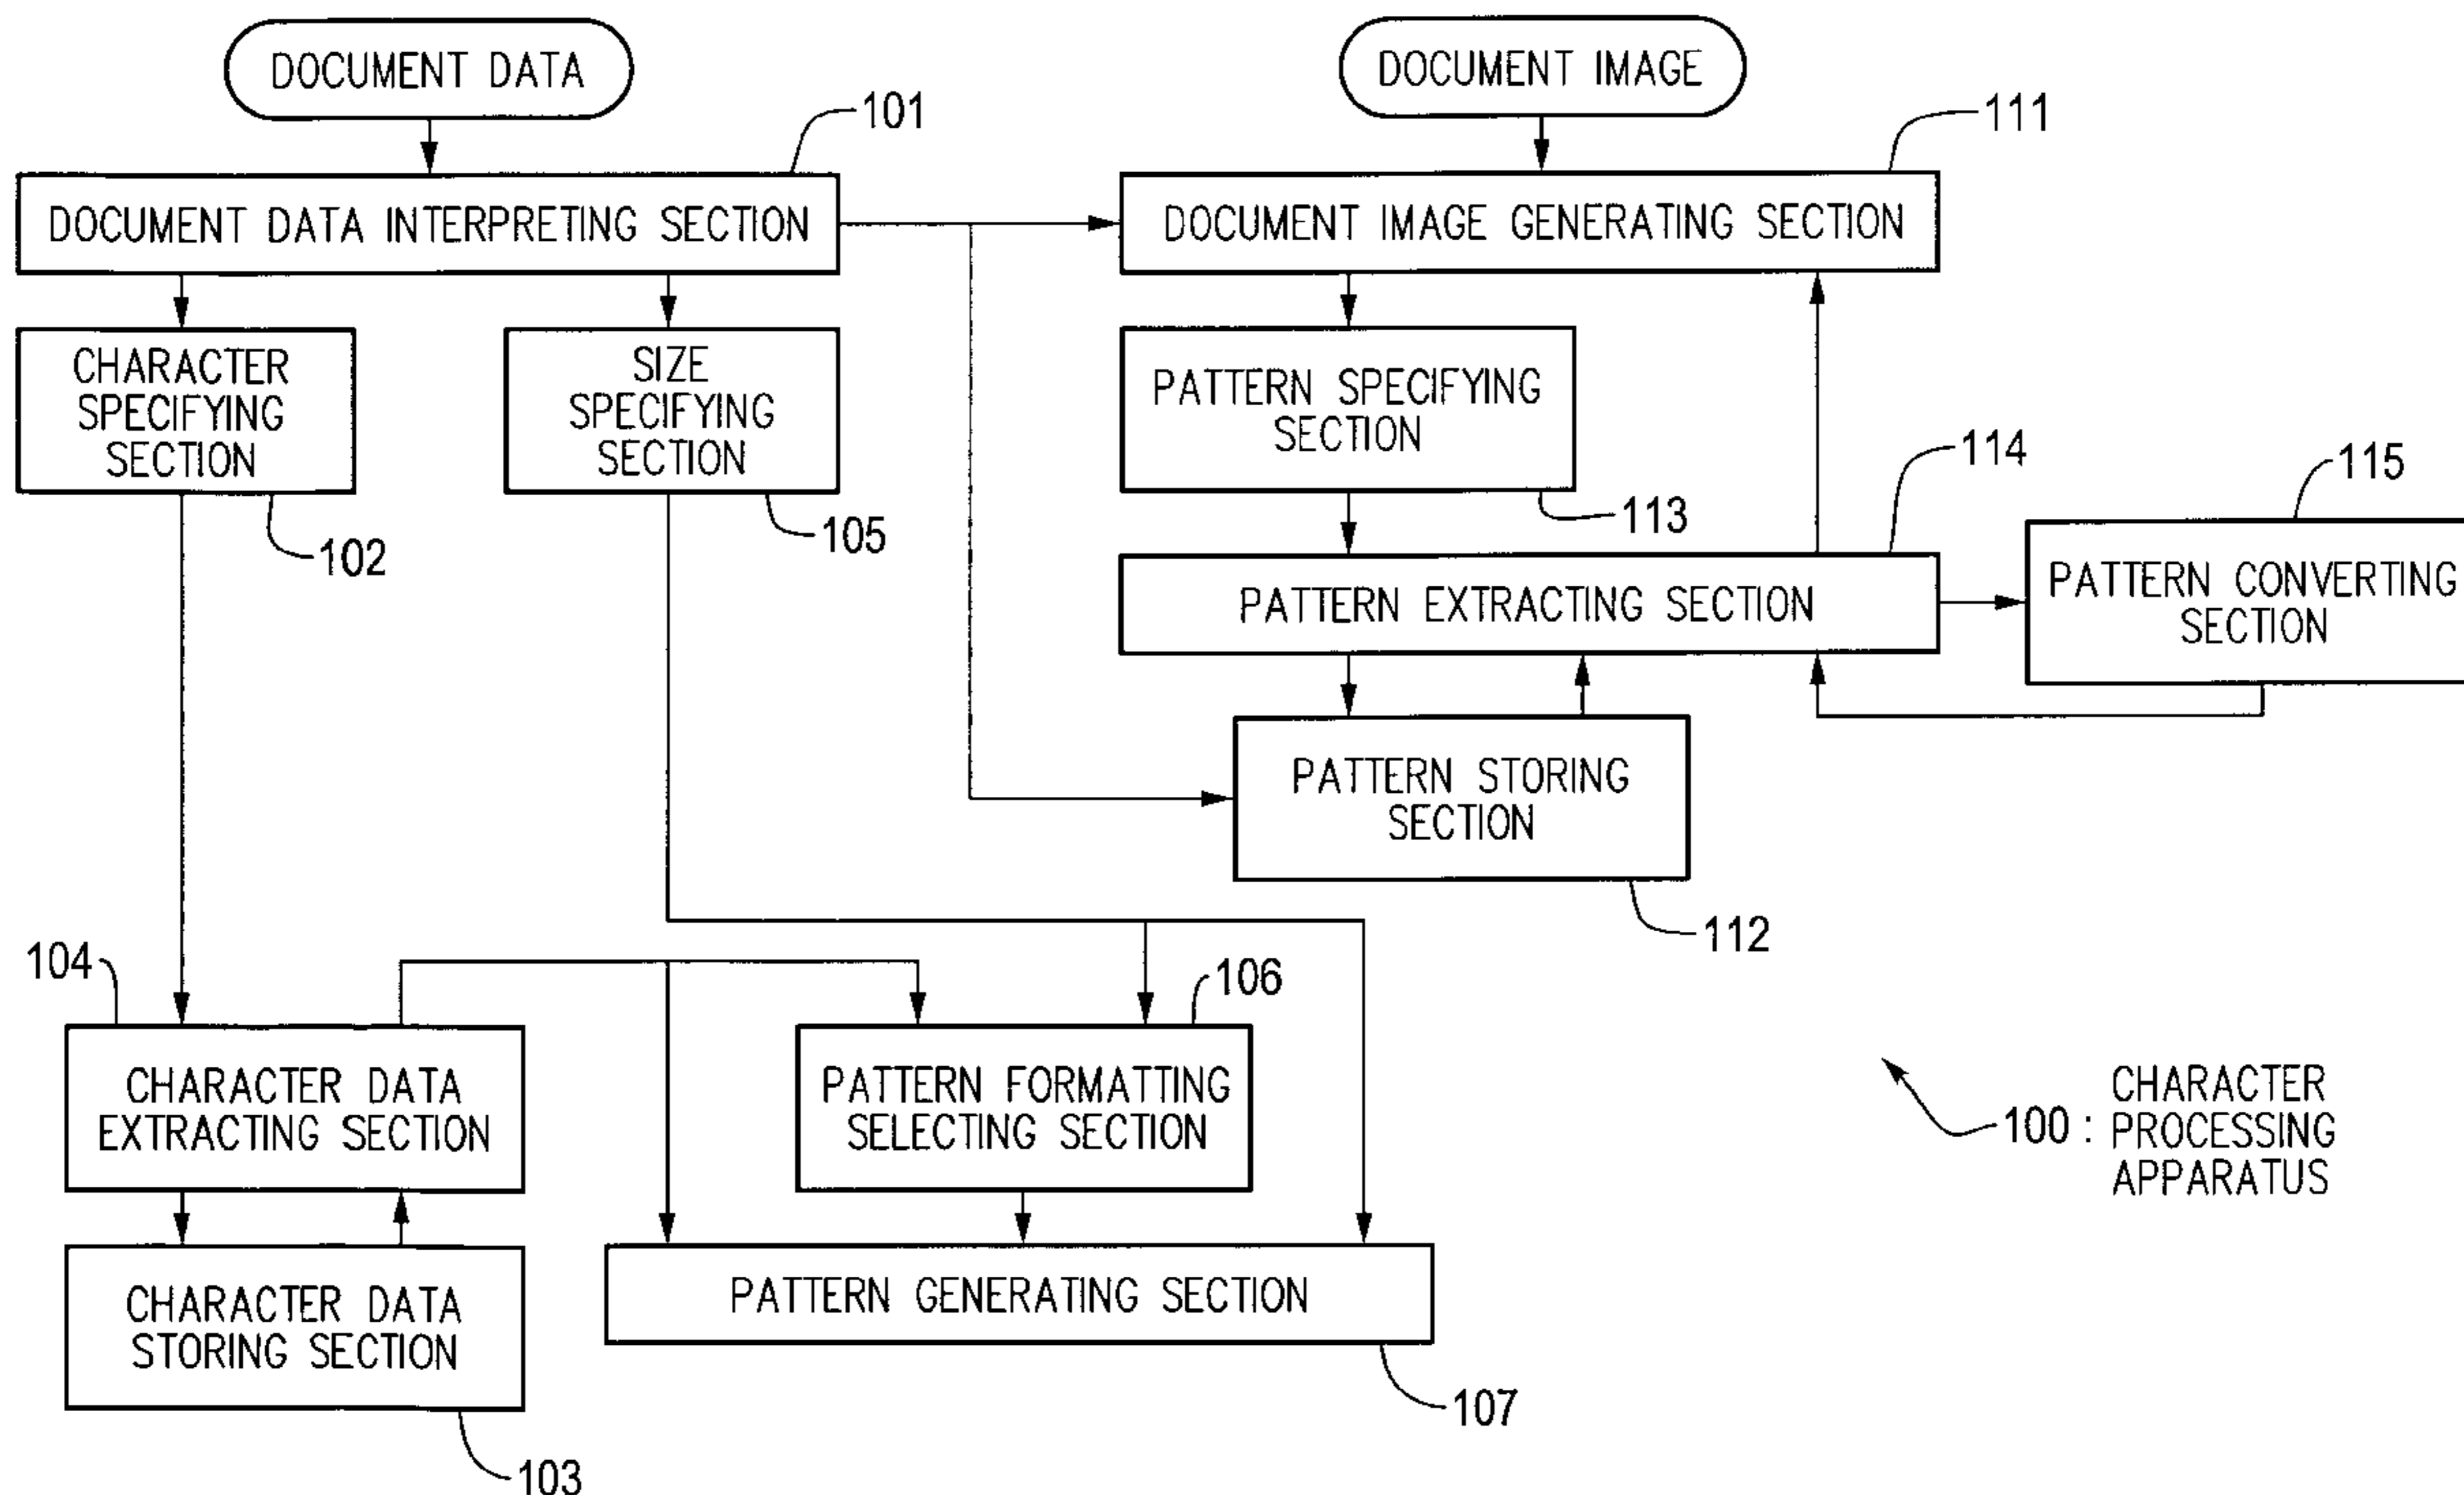 DOCUMENT DATA
DOCUMENT IMAGE
101
111
DOCUMENT DATA INTERPRETING SECTION
DOCUMENT IMAGE GENERATING SECTION
CHARACTER
SPECIFYING
SECTION
102
SIZE
SPECIFYING
SECTION
105
PATTERN SPECIFYING
SECTION
113
114
115
PATTERN EXTRACTING SECTION
PATTERN CONVERTING
SECTION
PATTERN STORING
SECTION
112
104
106
CHARACTER DATA
EXTRACTING SECTION
PATTERN FORMATTING
SELECTING SECTION
100 : CHARACTER
PROCESSING
APPARATUS
CHARACTER DATA
STORING SECTION
103
PATTERN GENERATING SECTION
107